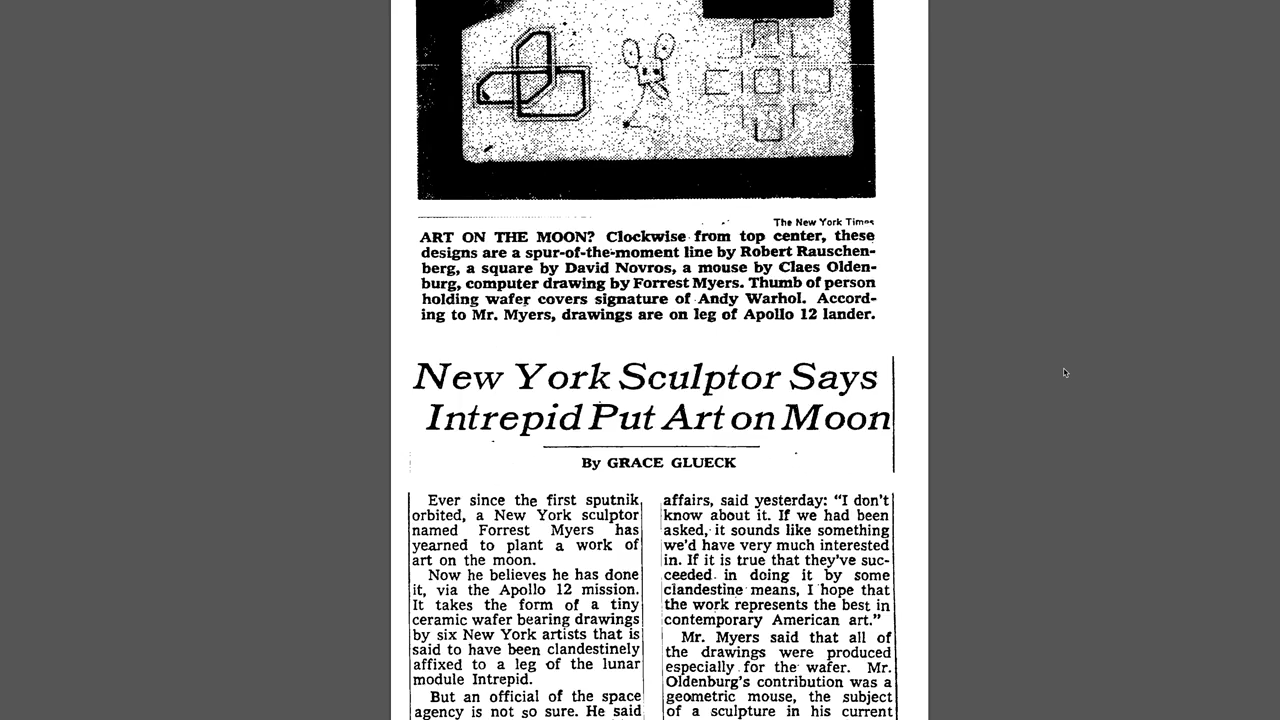 The New York Times
ART ON THE MOON? Clockwise from top center, these
designs are a spur-of-the-moment line by Robert Rauschen-
berg, a square by David Novros, a mouse by Claes Olden-
burg, computer drawing by Forrest Myers. Thumb of person
holding wafer covers signature of Andy Warhol. Accord-
ing to Mr. Myers, drawings are on leg of Apollo 12 lander.
New York Sculptor Says
Intrepid Put Art on Moon
By GRACE GLUECK
Ever since the first sputnik
orbited, a New York sculptor
named Forrest Myers has
yearned to plant a work of
art on the moon.
Now he believes he has done
it, via the Apollo 12 mission.
It takes the form of a tiny
ceramic wafer bearing drawings
by six New York artists that is
said to have been clandestinely
affixed to a leg of the lunar
module Intrepid.
But an official of the space
agency is not so sure. He said
affairs, said yesterday: "I don't
know about it. If we had been
asked, it sounds like something
we'd have very much interested
in. If it is true that they've suc-
ceeded in doing it by some
clandestine means, I hope that
the work represents the best in
contemporary American art."
Mr. Myers said that all of
the drawings were produced
especially for the wafer. Mr.
Oldenburg's contribution was a
geometric mouse, the subject
of a sculpture in his current